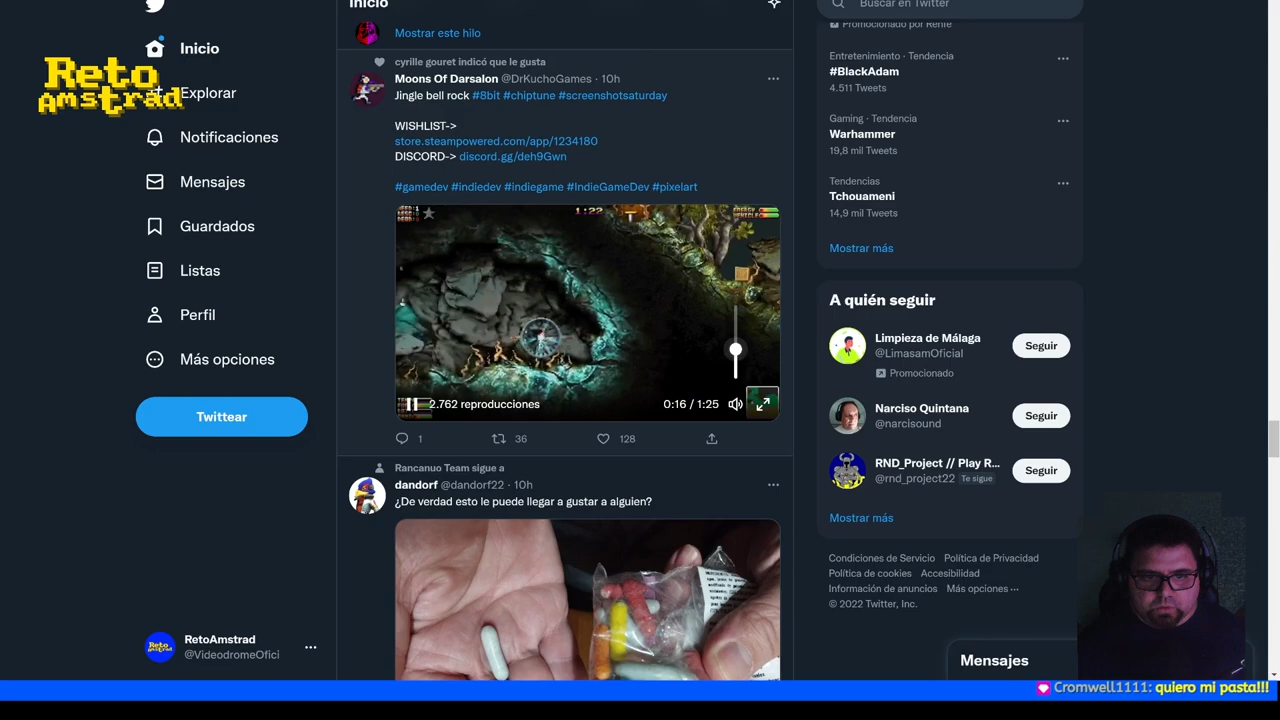 Inicio
Explorar
Notificaciones
Mensajes
Guardados
Listas
Perfil
Más opciones
Twittear
RetoAmstrad
@VideodromeOfici
Reto
Amstrad
Inicio
Mostrar este hilo
cyrille gouret indicó que le gusta
Moons Of Darsalon @DrKuchoGames · 10h
Jingle bell rock #8bit #chiptune #screenshotsaturday
WISHLIST->
store.steampowered.com/app/1234180
DISCORD-> discord.gg/deh9Gwn
#gamedev #indiedev #indiegame #IndieGameDev #pixelart
1:22
2.762 reproducciones
0:16 / 1:25
1
36
128
Rancanuo Team sigue a
dandorf @dandorf22 · 10h
¿De verdad esto le puede llegar a gustar a alguien?
Buscar en Twitter
Promocionado por Renfe
Entretenimiento · Tendencia
#BlackAdam
4.511 Tweets
Gaming · Tendencia
Warhammer
19,8 mil Tweets
Tendencias
Tchouameni
14,9 mil Tweets
Mostrar más
A quién seguir
Limpieza de Málaga
@LimasamOficial
Seguir
Promocionado
Narciso Quintana
@narcisound
Seguir
RND_Project // Play R...
@rnd_project22 Te sigue
Seguir
Mostrar más
Condiciones de Servicio Política de Privacidad
Política de cookies Accesibilidad
Información de anuncios Más opciones ···
© 2022 Twitter, Inc.
Mensajes
Cromwell1111: quiero mi pasta!!!